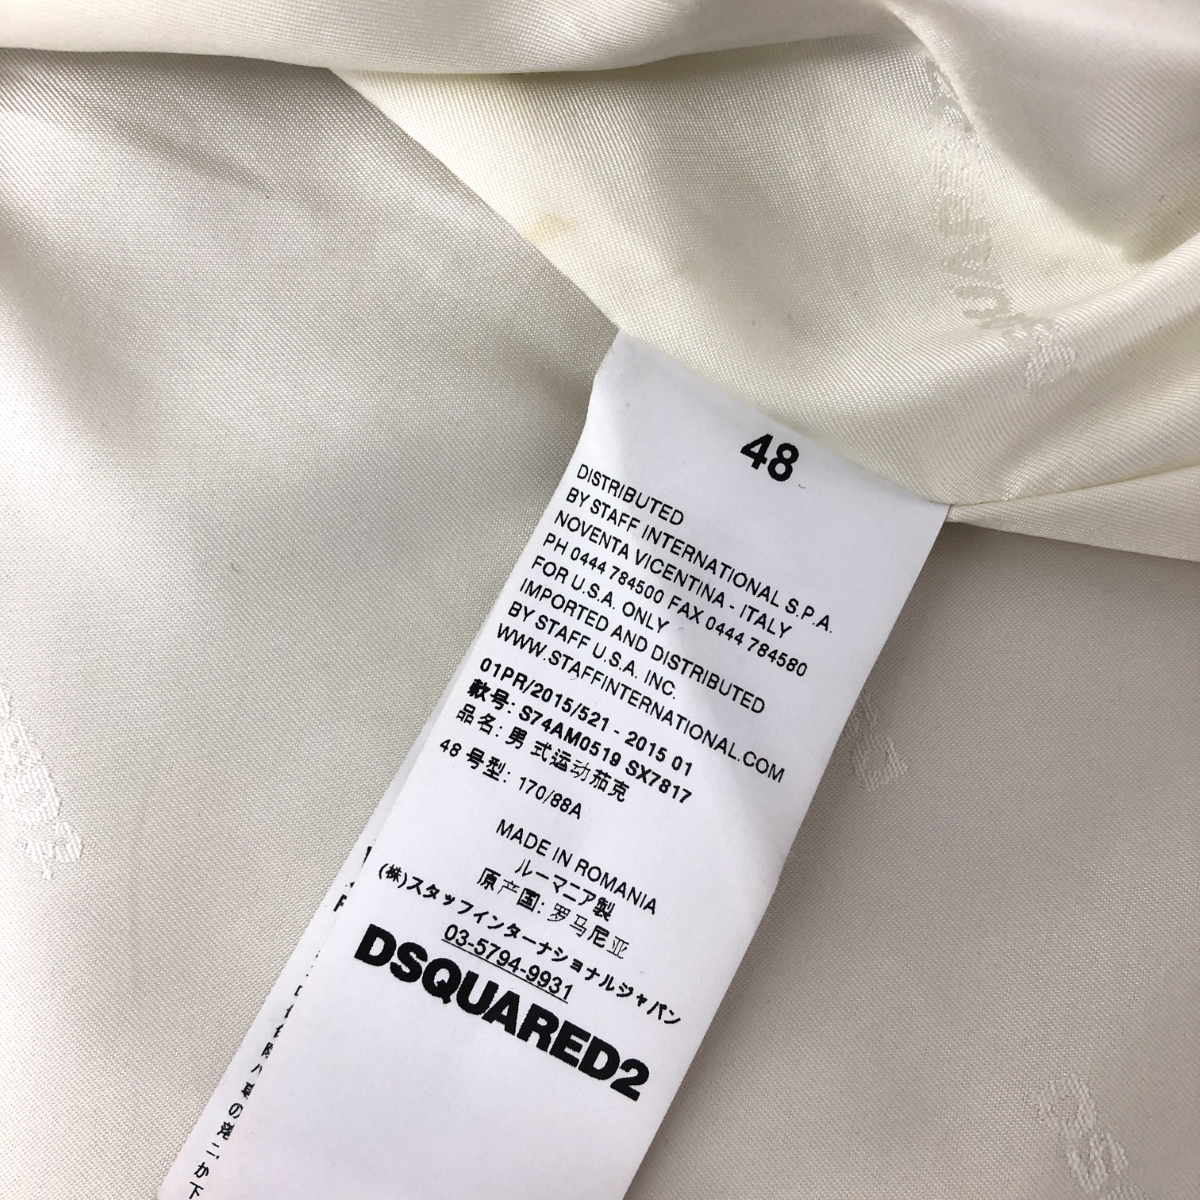 48
DISTRIBUTED
BY STAFF INTERNATIONAL S.P.A.
NOVENTA VICENTINA - ITALY
PH 0444 784500 FAX 0444 784580
FOR U.S.A. ONLY
IMPORTED AND DISTRIBUTED
BY STAFF U.S.A. INC.
WWW.STAFFINTERNATIONAL.COM
01PR/2015/521 - 2015 01
款号: S74AM0519 SX7817
品名: 男 式运动茄克
48 号型: 170/88A
MADE IN ROMANIA
ルーマニア製
原产国: 罗马尼亚
(株)スタッフインターナショナルジャパン
03-5794-9931
DSQUARED2